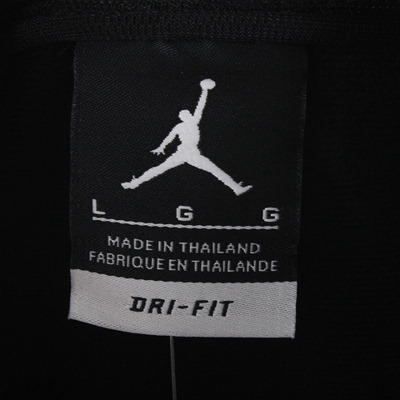 L G G
MADE IN THAILAND
FABRIQUE EN THAILANDE
DRI-FIT